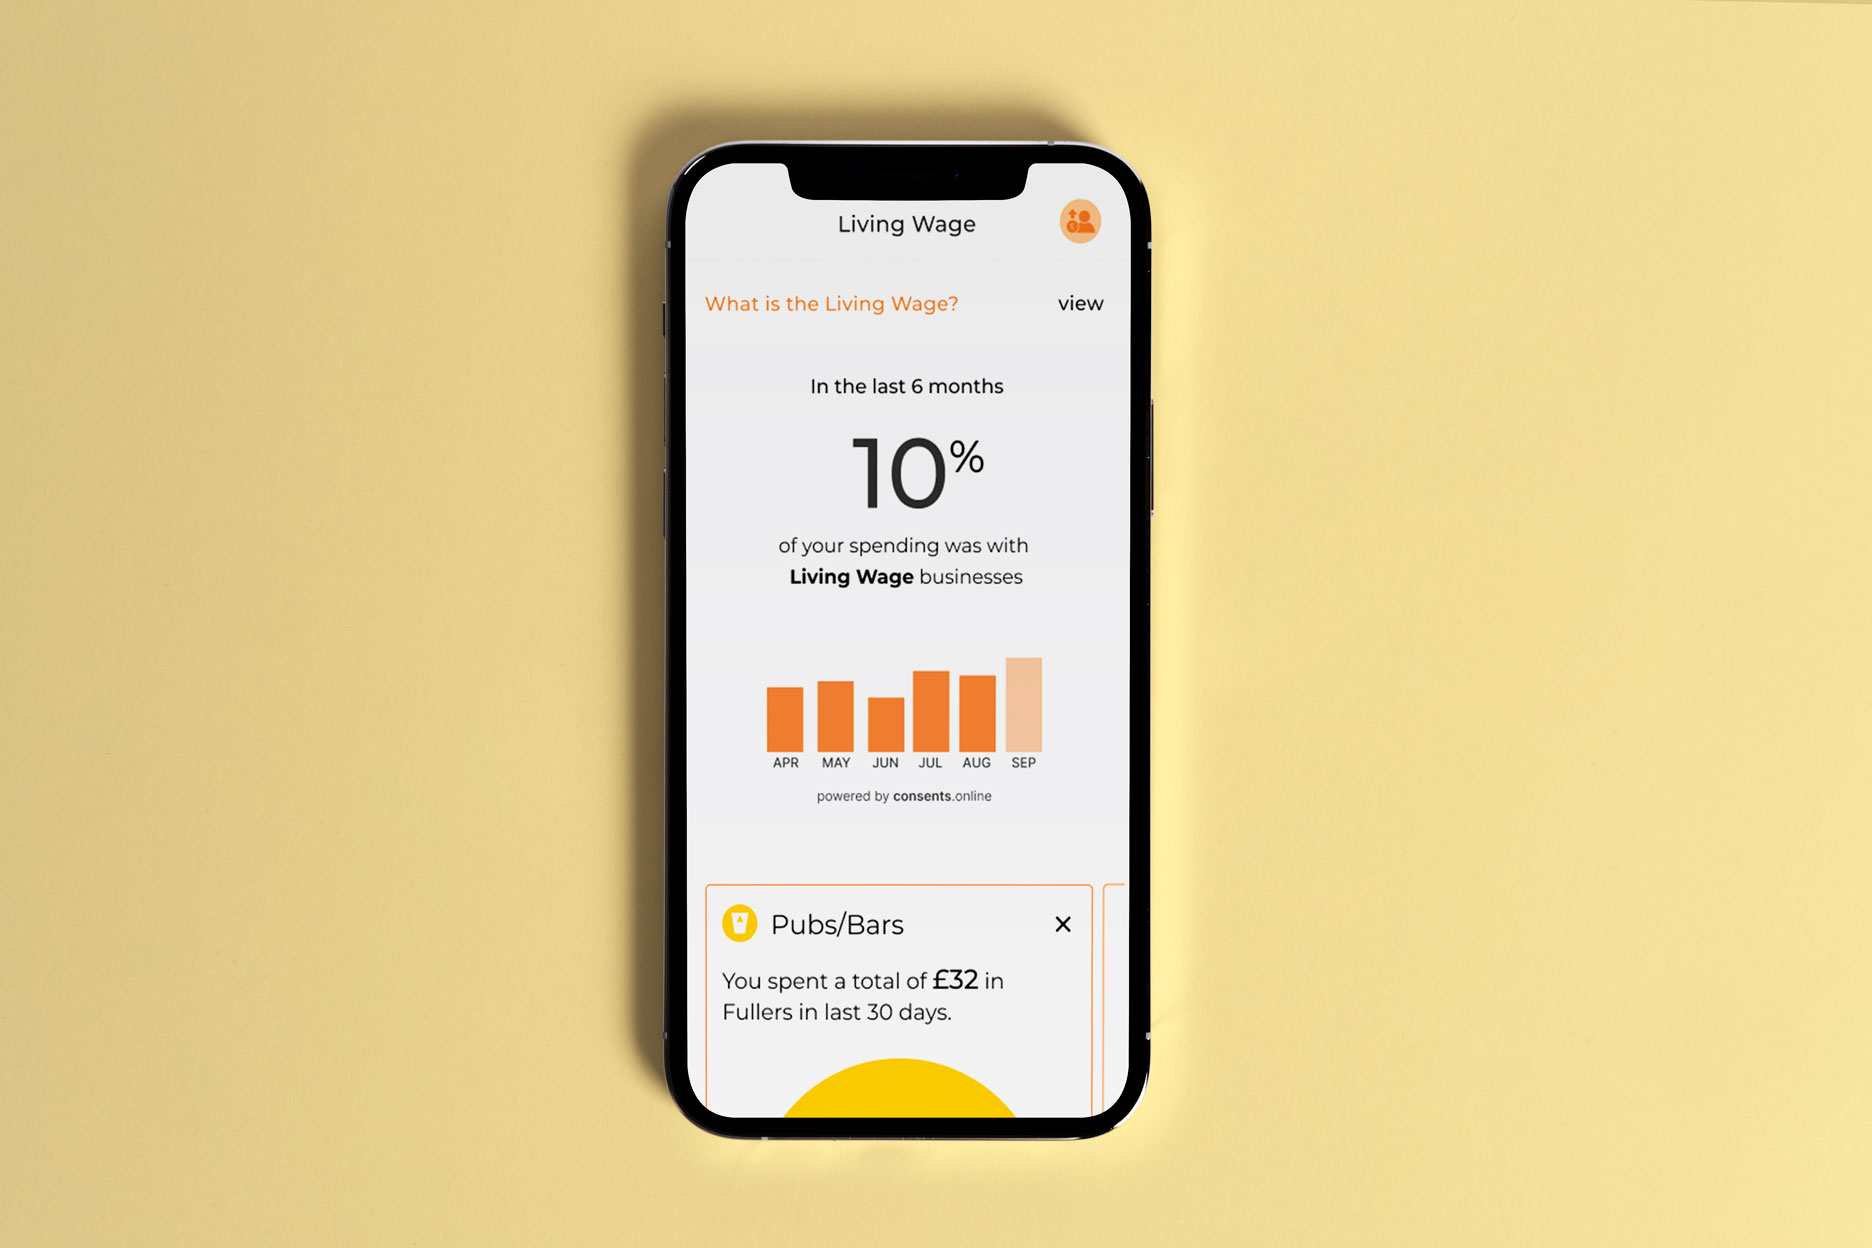 Living Wage
What is the Living Wage? view
In the last 6 months
10%
of your spending was with
Living Wage businesses
APR MAY JUN JUL AUG SEP
powered by consents.online
Pubs/Bars
You spent a total of £32 in
Fullers in last 30 days.